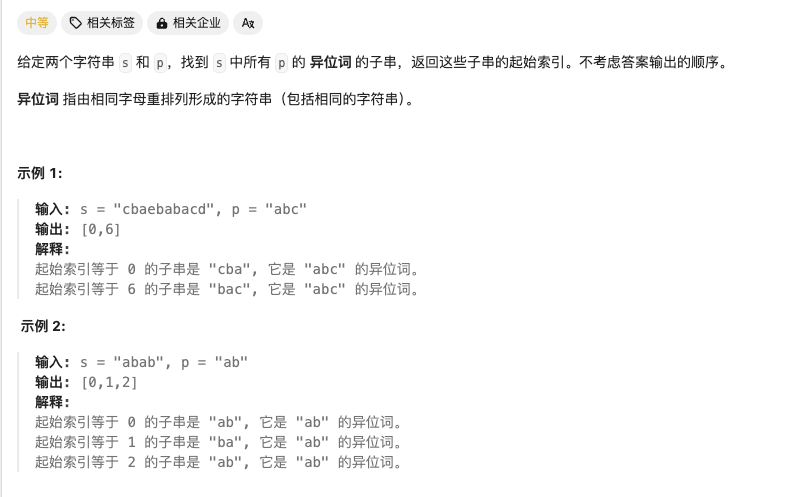 中等 相关标签 相关企业 Aあ
给定两个字符串 s 和 p，找到 s 中所有 p 的 异位词 的子串，返回这些子串的起始索引。不考虑答案输出的顺序。
异位词 指由相同字母重排列形成的字符串（包括相同的字符串）。
示例 1:
输入: s = "cbaebabacd", p = "abc"
输出: [0,6]
解释:
起始索引等于 0 的子串是 "cba", 它是 "abc" 的异位词。
起始索引等于 6 的子串是 "bac", 它是 "abc" 的异位词。
示例 2:
输入: s = "abab", p = "ab"
输出: [0,1,2]
解释:
起始索引等于 0 的子串是 "ab", 它是 "ab" 的异位词。
起始索引等于 1 的子串是 "ba", 它是 "ab" 的异位词。
起始索引等于 2 的子串是 "ab", 它是 "ab" 的异位词。